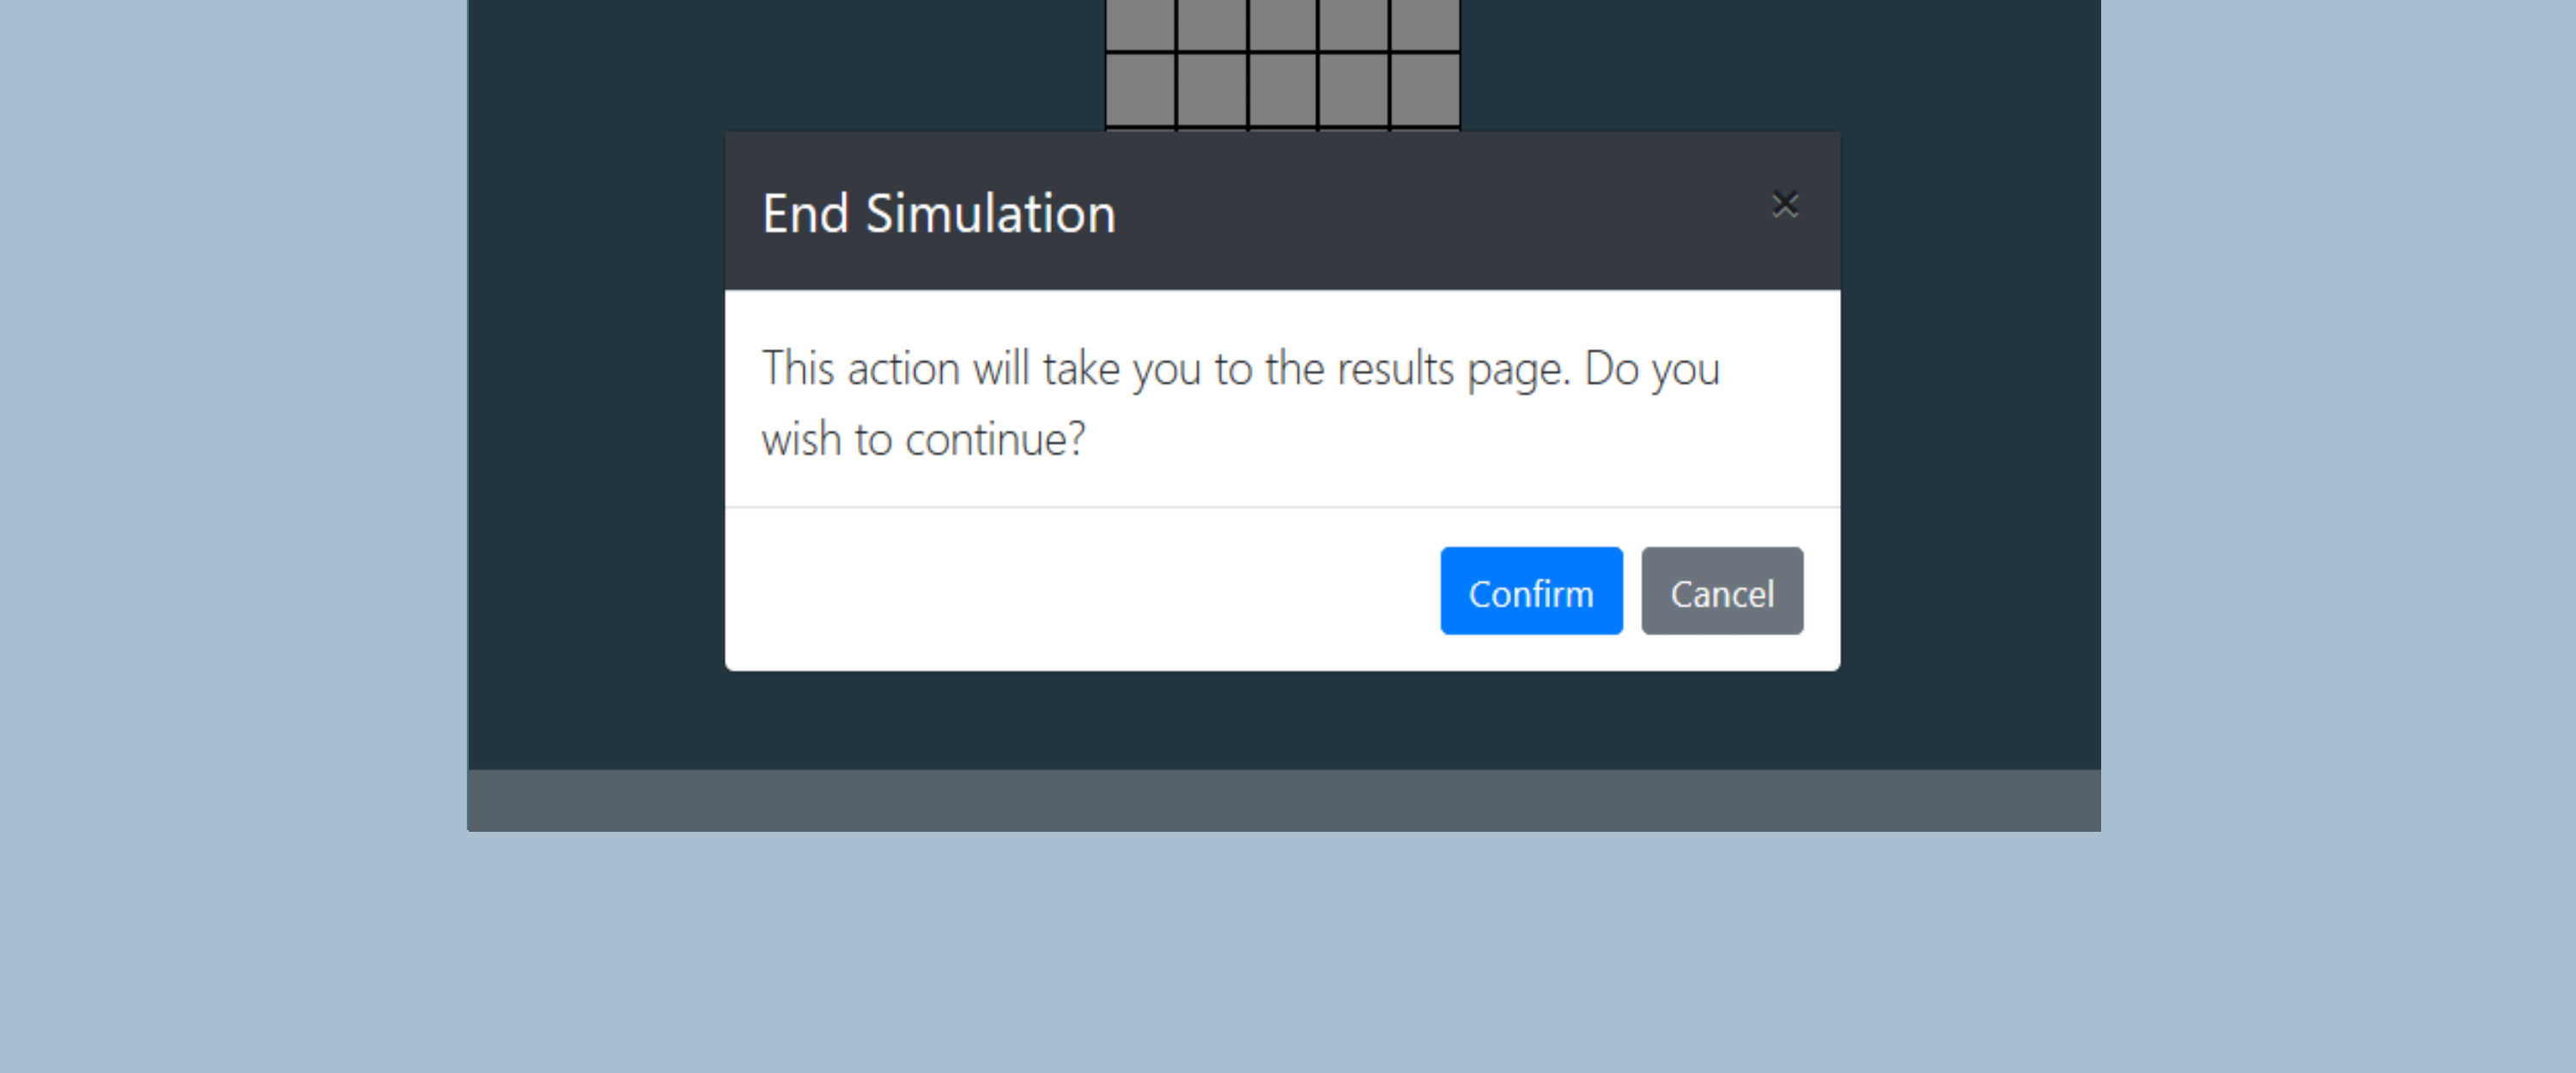 End Simulation
×
This action will take you to the results page. Do you
wish to continue?
Confirm Cancel